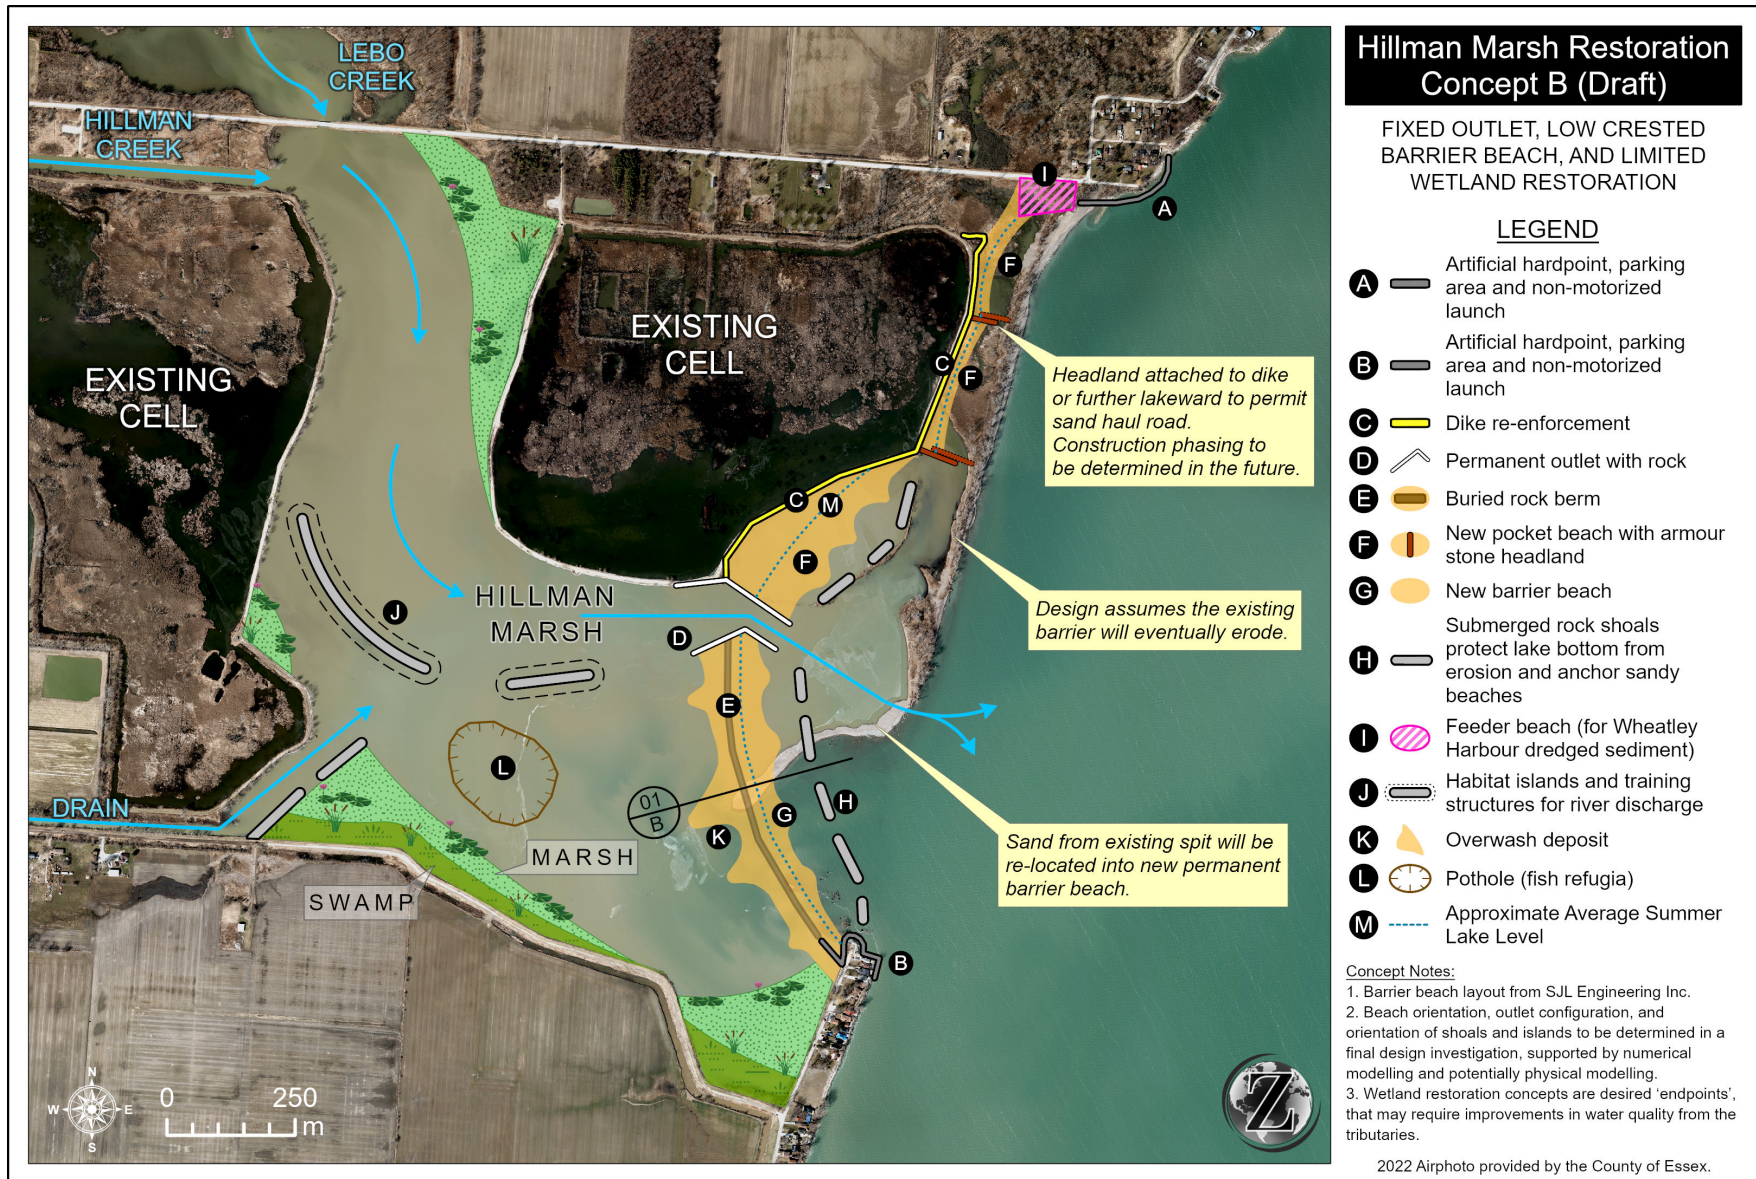 LEBO
CREEK
HILLMAN
CREEK
I
A
F
EXISTING
CELL
EXISTING
CELL
C
F
Headland attached to dike
or further lakeward to permit
sand haul road.
Construction phasing to
be determined in the future.
C
M
F
J
HILLMAN
MARSH
D
Design assumes the existing
barrier will eventually erode.
E
L
DRAIN
01
B
H
G
K
MARSH
SWAMP
Sand from existing spit will be
re-located into new permanent
barrier beach.
B
N
W
E
S
0
250
m
Z
Hillman Marsh Restoration
Concept B (Draft)
FIXED OUTLET, LOW CRESTED
BARRIER BEACH, AND LIMITED
WETLAND RESTORATION
LEGEND
A
Artificial hardpoint, parking
area and non-motorized
launch
B
Artificial hardpoint, parking
area and non-motorized
launch
C
Dike re-enforcement
D
Permanent outlet with rock
E
Buried rock berm
F
New pocket beach with armour
stone headland
G
New barrier beach
H
Submerged rock shoals
protect lake bottom from
erosion and anchor sandy
beaches
I
Feeder beach (for Wheatley
Harbour dredged sediment)
J
Habitat islands and training
structures for river discharge
K
Overwash deposit
L
Pothole (fish refugia)
M
Approximate Average Summer
Lake Level
Concept Notes:
1. Barrier beach layout from SJL Engineering Inc.
2. Beach orientation, outlet configuration, and
orientation of shoals and islands to be determined in a
final design investigation, supported by numerical
modelling and potentially physical modelling.
3. Wetland restoration concepts are desired ‘endpoints’,
that may require improvements in water quality from the
tributaries.
2022 Airphoto provided by the County of Essex.